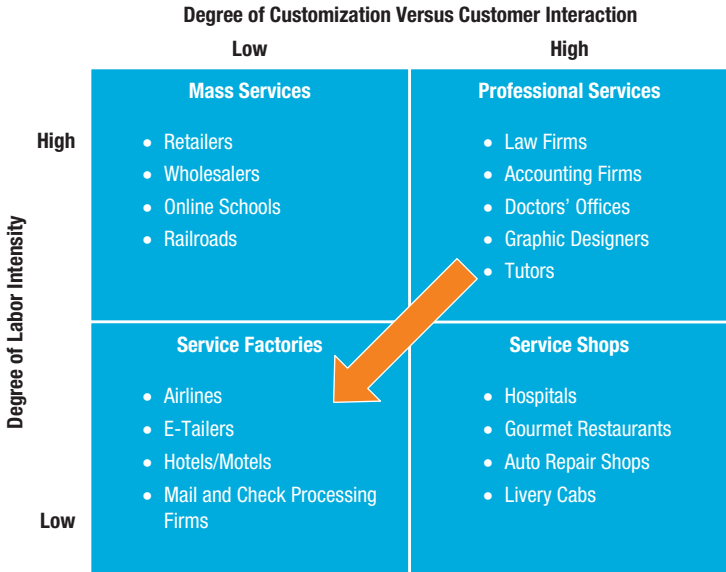 Degree of Customization Versus Customer Interaction
Low
High
Degree of Labor Intensity
High
Mass Services
• Retailers
• Wholesalers
• Online Schools
• Railroads
Professional Services
• Law Firms
• Accounting Firms
• Doctors’ Offices
• Graphic Designers
• Tutors
Low
Service Factories
• Airlines
• E-Tailers
• Hotels/Motels
• Mail and Check Processing
Firms
Service Shops
• Hospitals
• Gourmet Restaurants
• Auto Repair Shops
• Livery Cabs